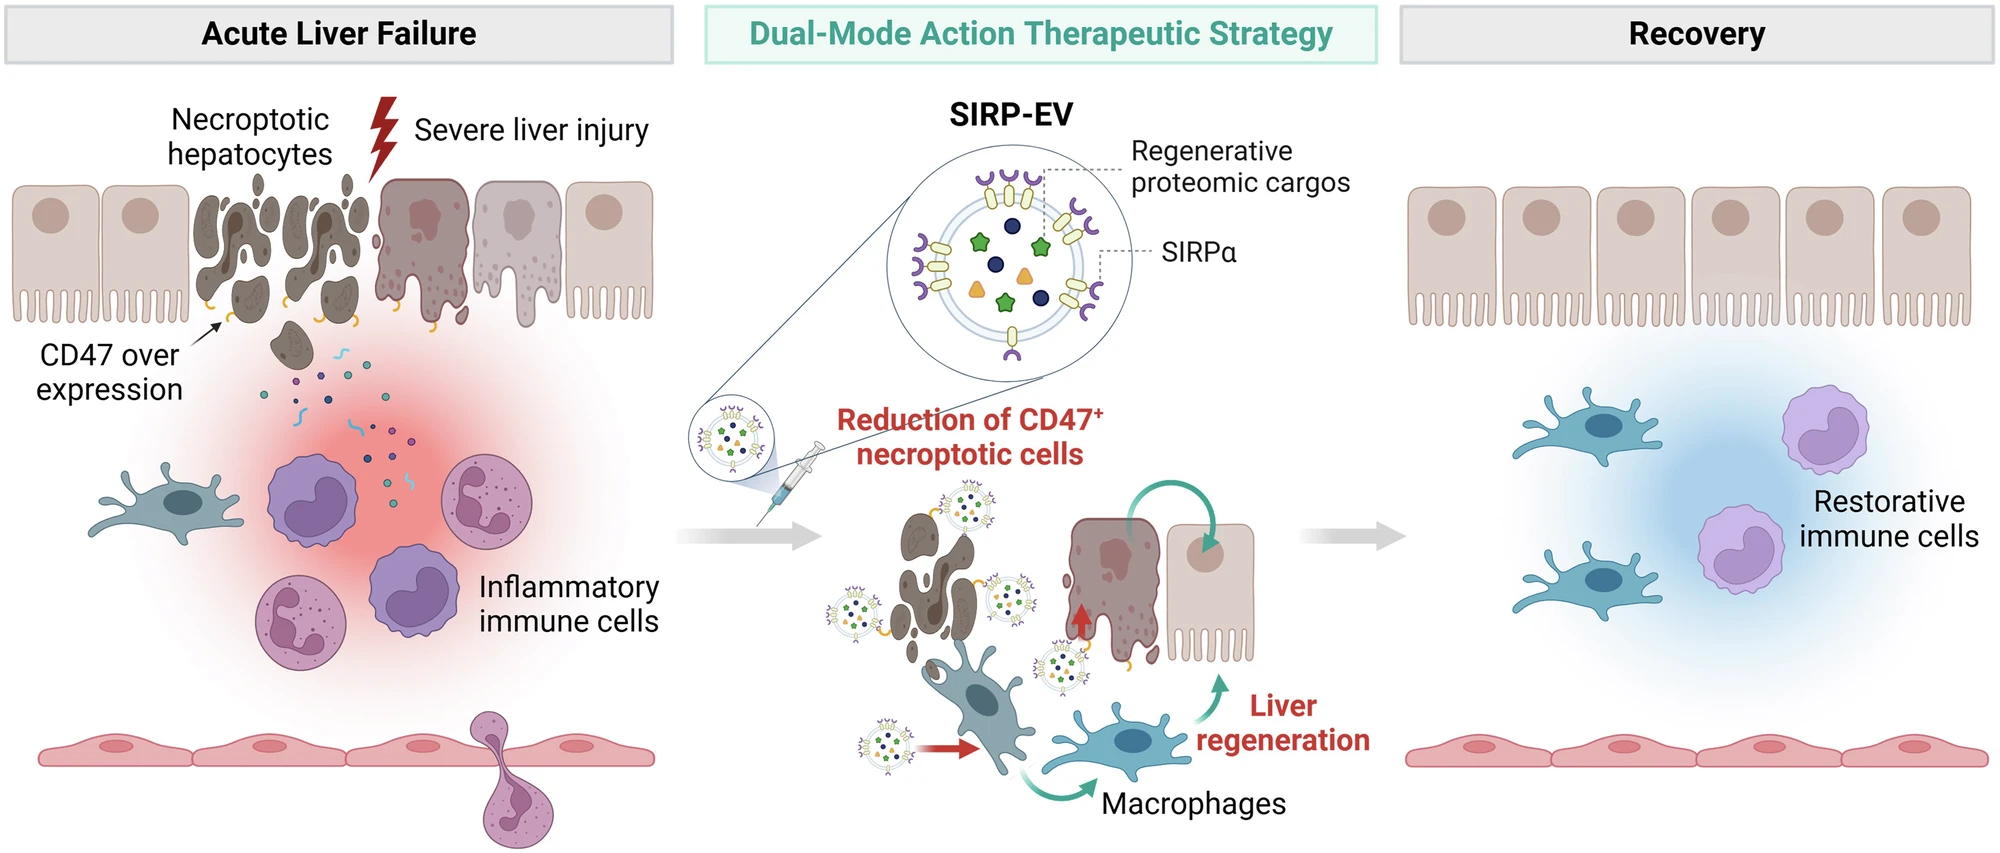 Acute Liver Failure
Necroptotic
hepatocytes
Severe liver injury
CD47 over
expression
Inflammatory
immune cells
Dual-Mode Action Therapeutic Strategy
SIRP-EV
Regenerative
proteomic cargos
SIRPα
Reduction of CD47⁺
necroptotic cells
Liver
regeneration
Macrophages
Recovery
Restorative
immune cells